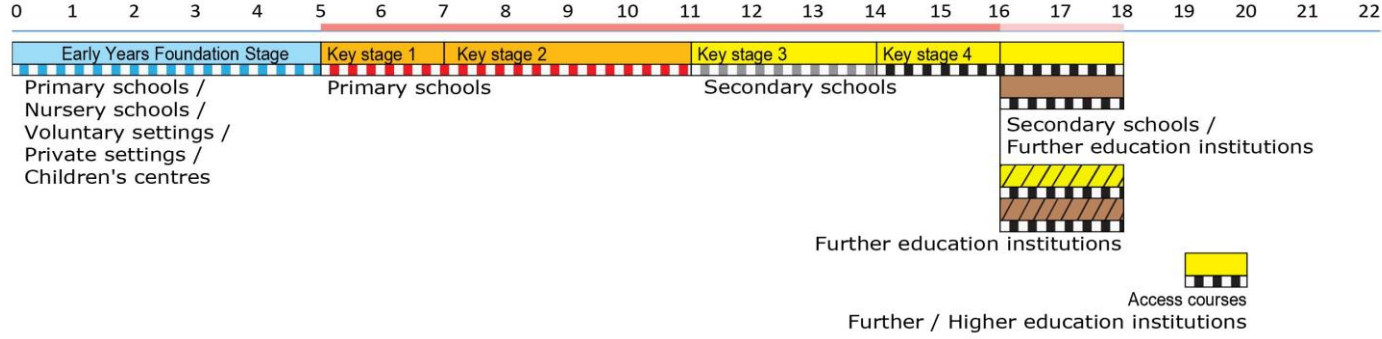 0 1 2 3 4 5 6 7 8 9 10 11 12 13 14 15 16 17 18 19 20 21 22
Early Years Foundation Stage Key stage 1 Key stage 2 Key stage 3 Key stage 4
Primary schools /
Nursery schools /
Voluntary settings /
Private settings /
Children's centres
Primary schools
Secondary schools
Secondary schools /
Further education institutions
Further education institutions
Access courses
Further / Higher education institutions